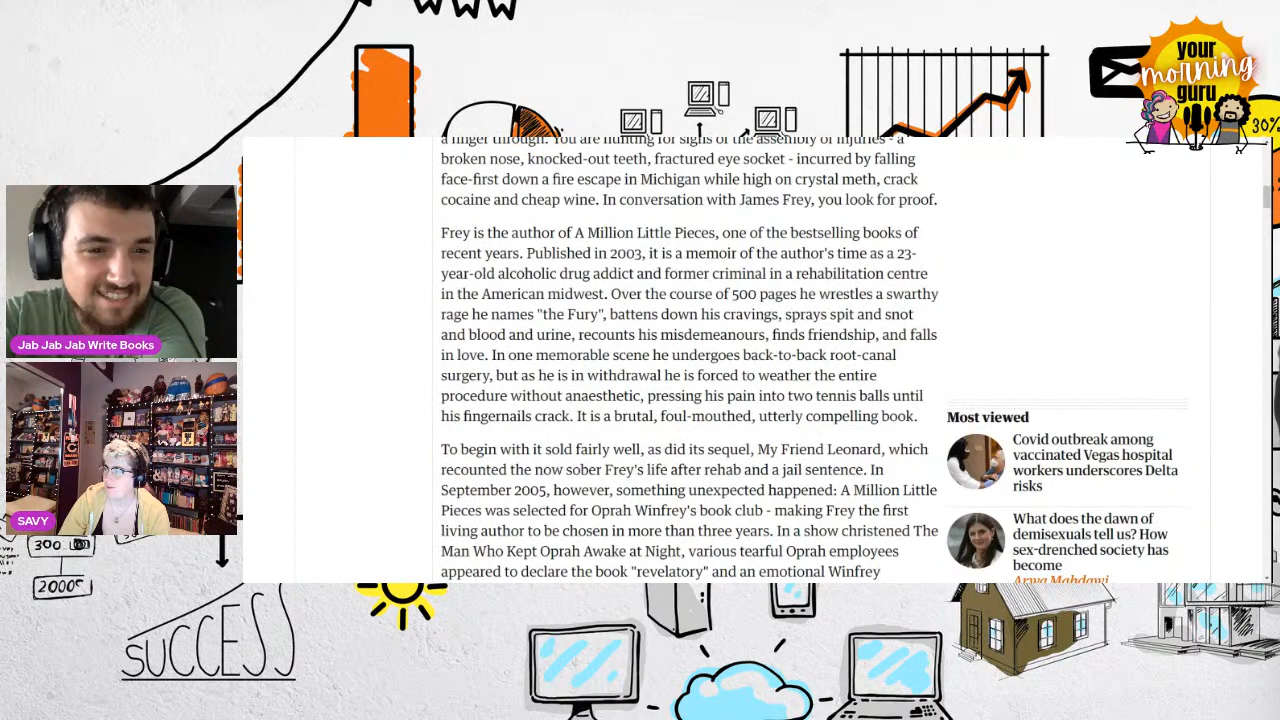 your
morning
guru
30%
a finger through. You are hunting for signs of the assembly of injuries - a
broken nose, knocked-out teeth, fractured eye socket - incurred by falling
face-first down a fire escape in Michigan while high on crystal meth, crack
cocaine and cheap wine. In conversation with James Frey, you look for proof.
Frey is the author of A Million Little Pieces, one of the bestselling books of
recent years. Published in 2003, it is a memoir of the author's time as a 23-
year-old alcoholic drug addict and former criminal in a rehabilitation centre
in the American midwest. Over the course of 500 pages he wrestles a swarthy
rage he names "the Fury", battens down his cravings, sprays spit and snot
and blood and urine, recounts his misdemeanours, finds friendship, and falls
in love. In one memorable scene he undergoes back-to-back root-canal
surgery, but as he is in withdrawal he is forced to weather the entire
procedure without anaesthetic, pressing his pain into two tennis balls until
his fingernails crack. It is a brutal, foul-mouthed, utterly compelling book.
To begin with it sold fairly well, as did its sequel, My Friend Leonard, which
recounted the now sober Frey's life after rehab and a jail sentence. In
September 2005, however, something unexpected happened: A Million Little
Pieces was selected for Oprah Winfrey's book club - making Frey the first
living author to be chosen in more than three years. In a show christened The
Man Who Kept Oprah Awake at Night, various tearful Oprah employees
appeared to declare the book "revelatory" and an emotional Winfrey
Most viewed
Covid outbreak among
vaccinated Vegas hospital
workers underscores Delta
risks
What does the dawn of
demisexuals tell us? How
sex-drenched society has
become
Arwa Mahdawi
Jab Jab Jab Write Books
SAVY
300
2000
SUCCESS